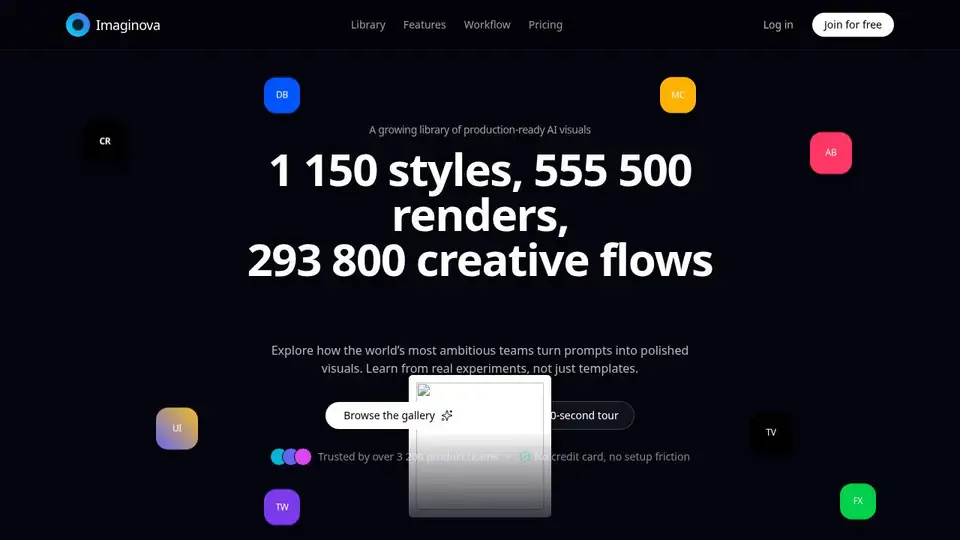 Imaginova
Library
Features
Workflow
Pricing
Log in
Join for free
DB
MC
CR
AB
A growing library of production-ready AI visuals
1 150 styles, 555 500
renders,
293 800 creative flows
Explore how the world’s most ambitious teams turn prompts into polished
visuals. Learn from real experiments, not just templates.
Browse the gallery
0-second tour
UI
TV
Trusted by over 3 200 product teams
No credit card, no setup friction
TW
FX